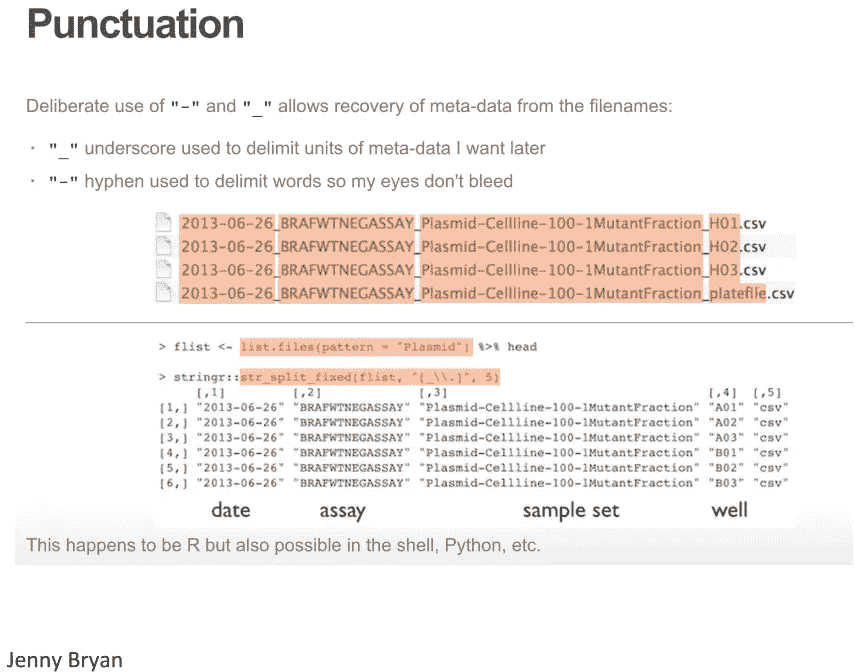 Punctuation
Deliberate use of "-" and "_" allows recovery of meta-data from the filenames:
· "_" underscore used to delimit units of meta-data I want later
· "-" hyphen used to delimit words so my eyes don't bleed
2013-06-26_BRAFWTNEGASSAY_Plasmid-Cellline-100-1MutantFraction_H01.csv
2013-06-26_BRAFWTNEGASSAY_Plasmid-Cellline-100-1MutantFraction_H02.csv
2013-06-26_BRAFWTNEGASSAY_Plasmid-Cellline-100-1MutantFraction_H03.csv
2013-06-26_BRAFWTNEGASSAY_Plasmid-Cellline-100-1MutantFraction_platefile.csv
> flist <- list.files(pattern = "Plasmid") %>% head
> stringr::str_split_fixed(flist, "[_\\.]", 5)
[,1] [,2] [,3] [,4] [,5]
[1,] "2013-06-26" "BRAFWTNEGASSAY" "Plasmid-Cellline-100-1MutantFraction" "A01" "csv"
[2,] "2013-06-26" "BRAFWTNEGASSAY" "Plasmid-Cellline-100-1MutantFraction" "A02" "csv"
[3,] "2013-06-26" "BRAFWTNEGASSAY" "Plasmid-Cellline-100-1MutantFraction" "A03" "csv"
[4,] "2013-06-26" "BRAFWTNEGASSAY" "Plasmid-Cellline-100-1MutantFraction" "B01" "csv"
[5,] "2013-06-26" "BRAFWTNEGASSAY" "Plasmid-Cellline-100-1MutantFraction" "B02" "csv"
[6,] "2013-06-26" "BRAFWTNEGASSAY" "Plasmid-Cellline-100-1MutantFraction" "B03" "csv"
date assay sample set well
This happens to be R but also possible in the shell, Python, etc.
Jenny Bryan